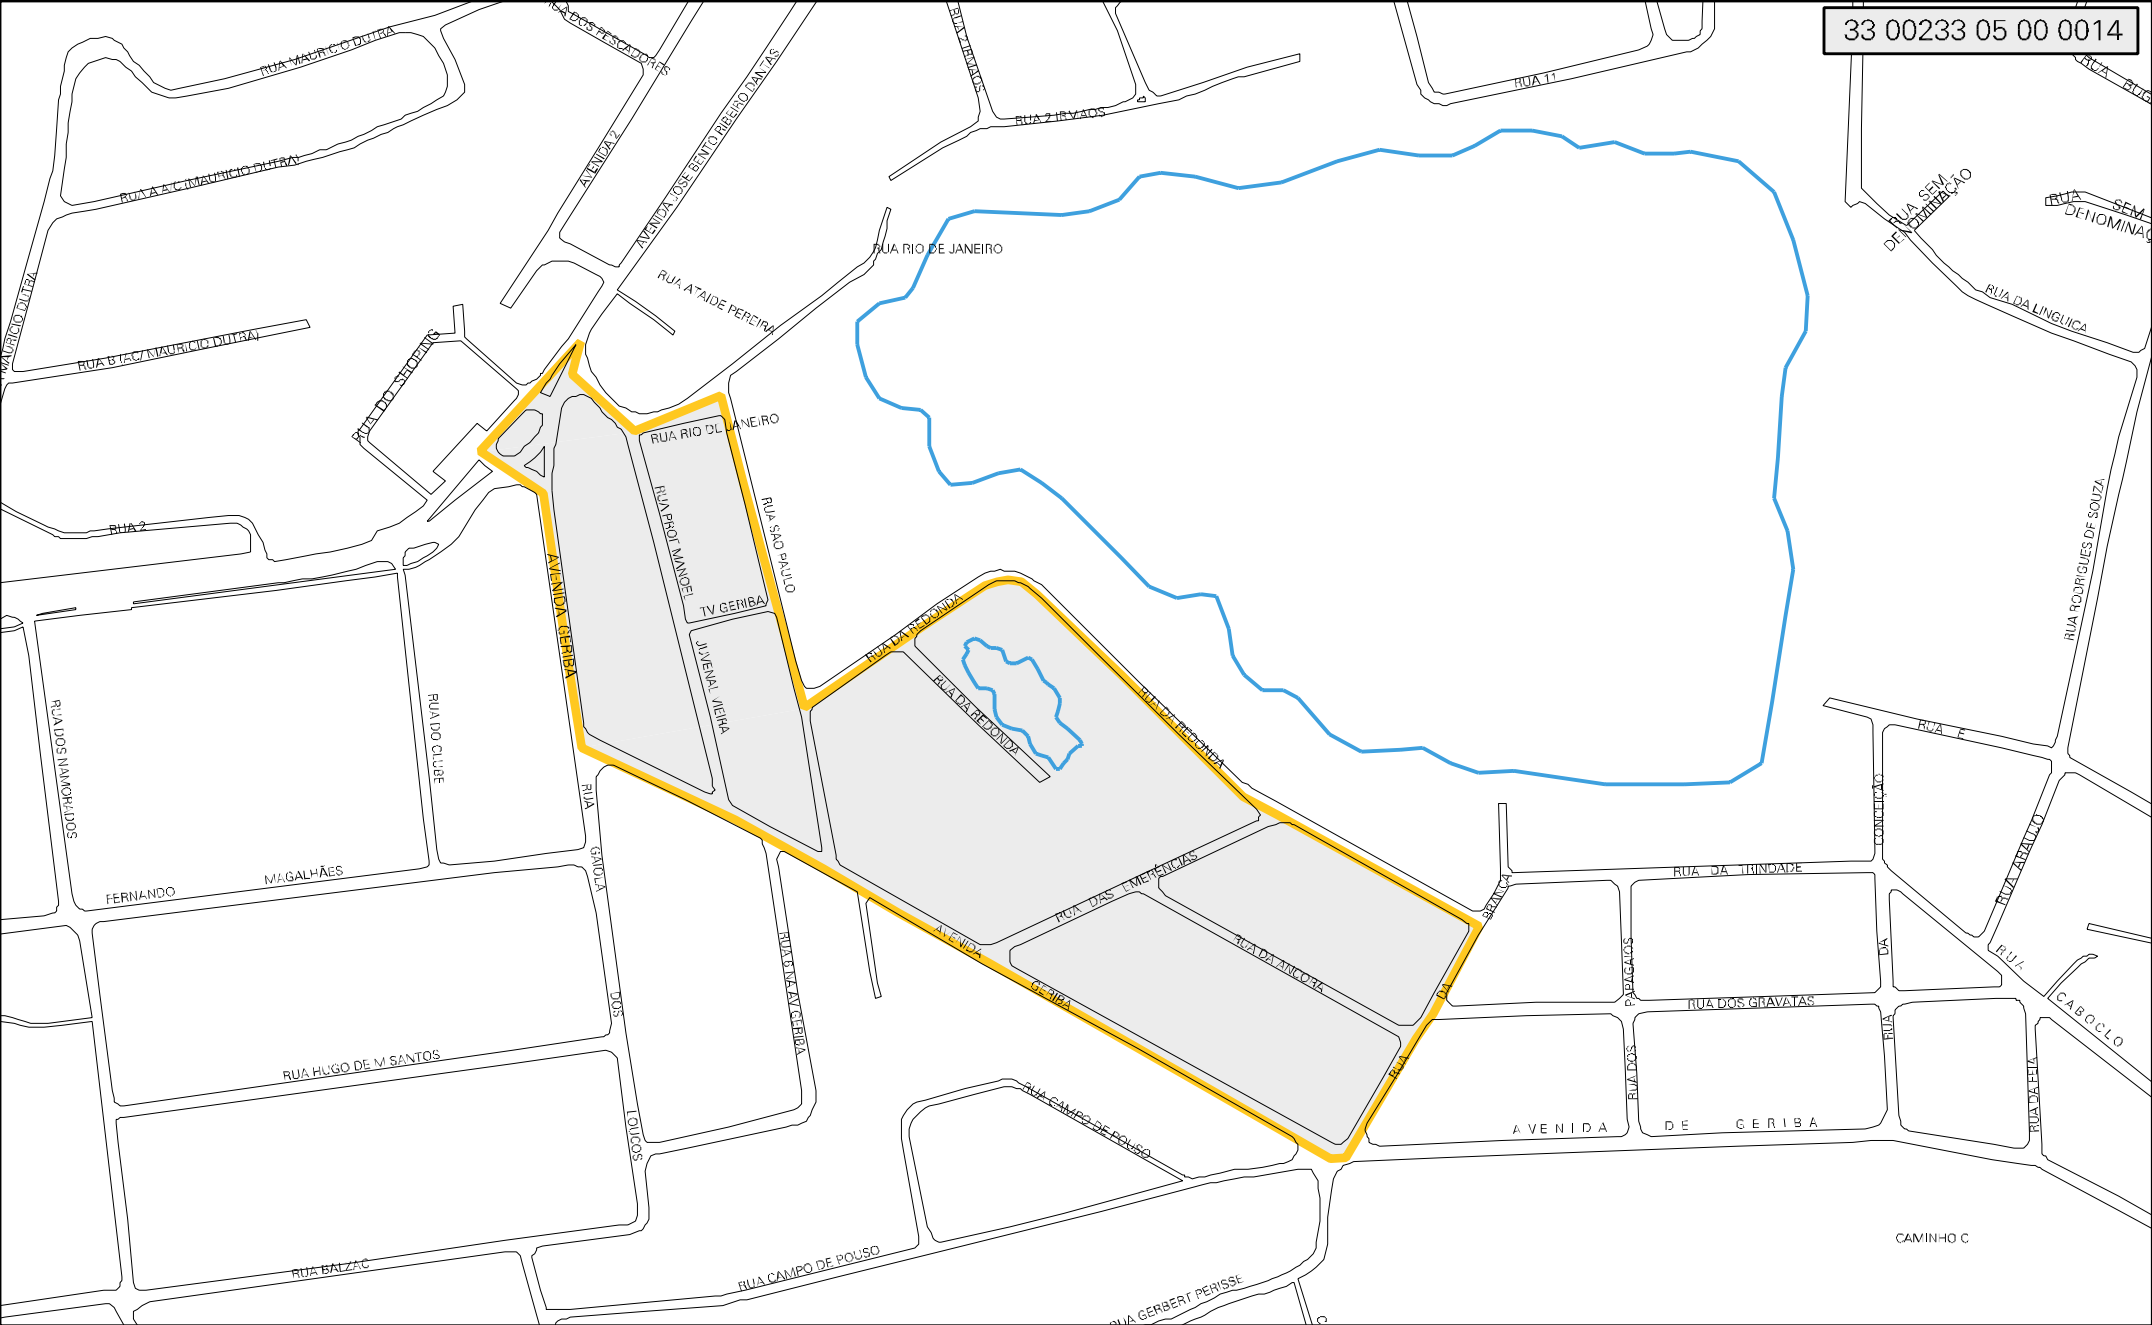 33 00233 05 00 0014
RUA MAURICIO DUTRA
RUA DOS PESCADORES
RUA 2 IRMAOS
RUA 11
RUA 2 IRMAOS
AVENIDA 2
AVENIDA JOSE BENTO RIBEIRO DANTAS
RUA A A C (MAURICIO DUTRA)
RUA SEM
DENOMINAÇÃO
RUA SEM
RUA RIO DE JANEIRO
RUA ATAIDE PEREIRA
MAURICIO DUTRA
RUA DA LINGUICA
RUA DO SHOPING
RUA RIO DE JANEIRO
RUA 2
RUA PROF MANOEL
RUA SAO PAULO
RUA RODRIGUES DE SOUZA
AVENIDA GERIBA
TV GERIBA
JUVENAL VIEIRA
RUA DA REDONDA
RUA DA REDONDA
RUA DA REDONDA
RUA DOS NAMORADOS
RUA DO CLUBE
RUA E
RUA GAIOLA DOS LOUCOS
RUA DA CONCEIÇÃO
RUA ARAUJO
RUA DA TRINDADE
FERNANDO MAGALHÃES
RUA DAS EMERÊNCIAS
RUA DA BRANCA
RUA DA ANCORA
AVENIDA GERIBA
RUA 6 NA AV GERIBA
RUA DOS PAPAGAIOS
RUA DOS GRAVATAS
RUA CABOCLO
RUA DA FEIA
RUA HUGO DE M SANTOS
RUA CAMPO DE POUSO
AVENIDA DE GERIBA
CAMINHO C
RUA BALZAC
RUA CAMPO DE POUSO
RUA GERBERT PERISSE